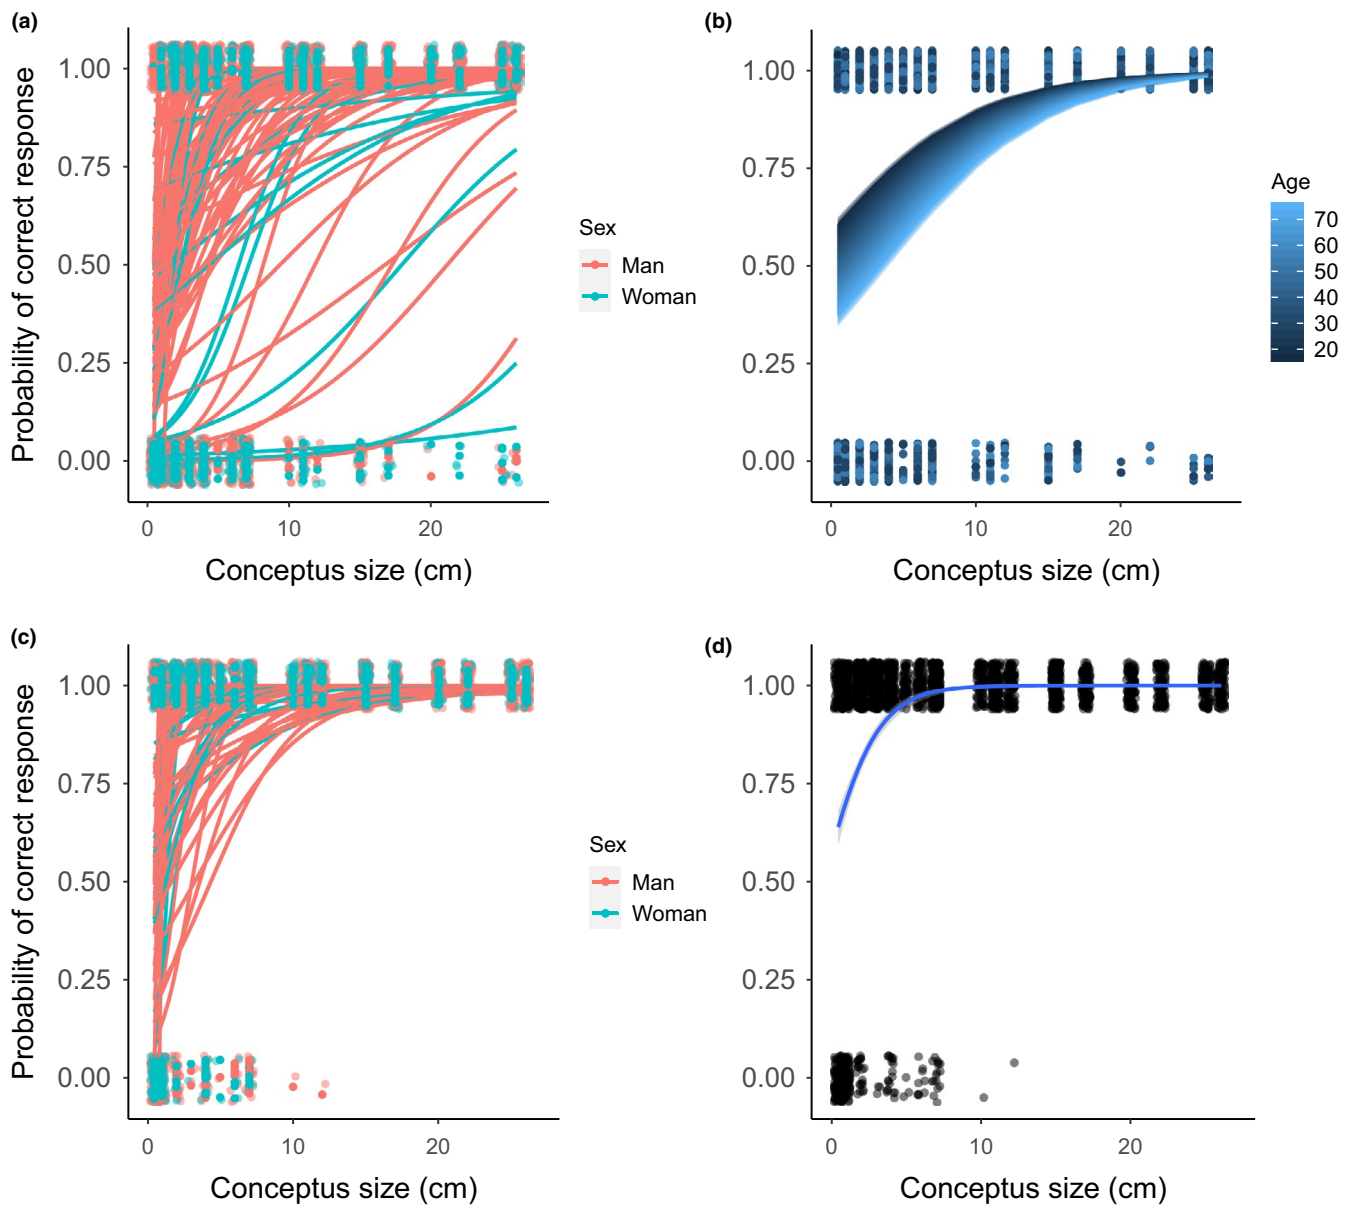 (a)
Probability of correct response
1.00
0.75
0.50
0.25
0.00
0 10 20
Conceptus size (cm)
Sex
Man
Woman
(b)
1.00
0.75
0.50
0.25
0.00
0 10 20
Conceptus size (cm)
Age
70
60
50
40
30
20
(c)
Probability of correct response
1.00
0.75
0.50
0.25
0.00
0 10 20
Conceptus size (cm)
Sex
Man
Woman
(d)
1.00
0.75
0.50
0.25
0.00
0 10 20
Conceptus size (cm)